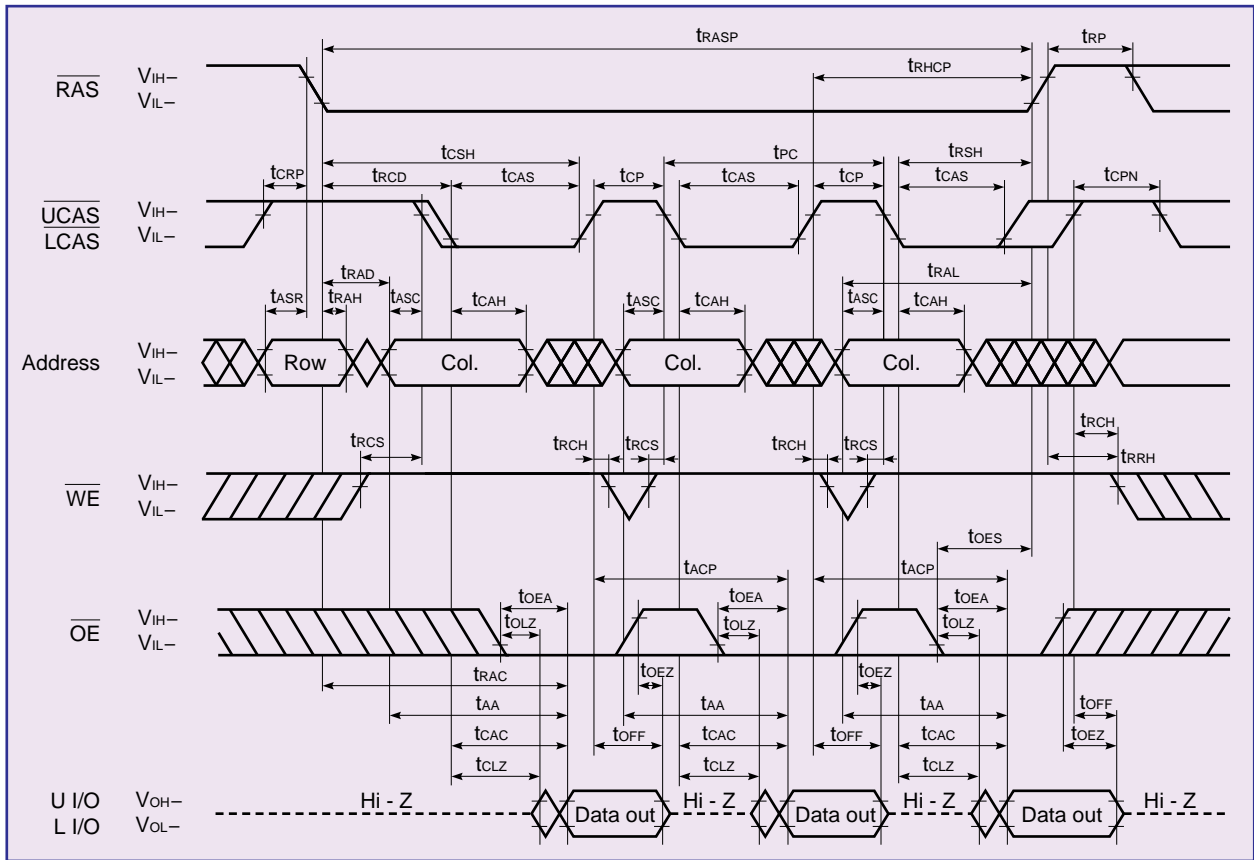 tRASP tRP
RAS VIH– tRHCP
VIL–
tCSH tPC tRSH
tCRP tRCD tCAS tCP tCAS tCP tCAS tCPN
UCAS VIH–
LCAS VIL–
tRAD tRAL
tASR tRAH tASC tCAH tASC tCAH tASC tCAH
Address VIH– Row Col. Col. Col.
VIL–
tRCS tRCH tRCS tRCH tRCS tRCH
tRRH
WE VIH–
VIL–
tOES
tACP tACP
tOEA tOEA tOEA
OE VIH– tOLZ tOLZ tOLZ
VIL–
tRAC tOEZ tOEZ
tAA tAA tAA tOFF
tCAC tOFF tCAC tOFF tCAC tOEZ
tCLZ tCLZ tCLZ
U I/O VOH– Hi - Z Hi - Z Hi - Z Hi - Z
L I/O VOL– Data out Data out Data out